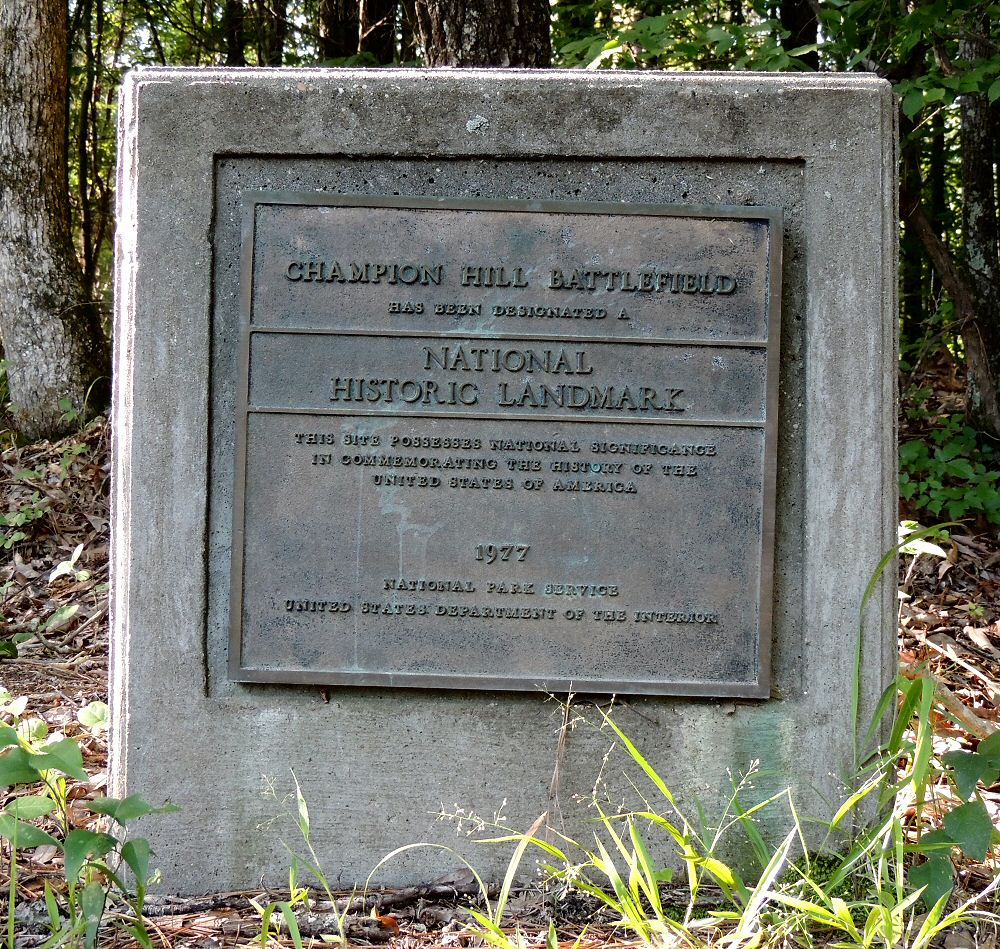 CHAMPION HILL BATTLEFIELD
HAS BEEN DESIGNATED A
NATIONAL
HISTORIC LANDMARK
THIS SITE POSSESSES NATIONAL SIGNIFICANCE
IN COMMEMORATING THE HISTORY OF THE
UNITED STATES OF AMERICA
1977
NATIONAL PARK SERVICE
UNITED STATES DEPARTMENT OF THE INTERIOR